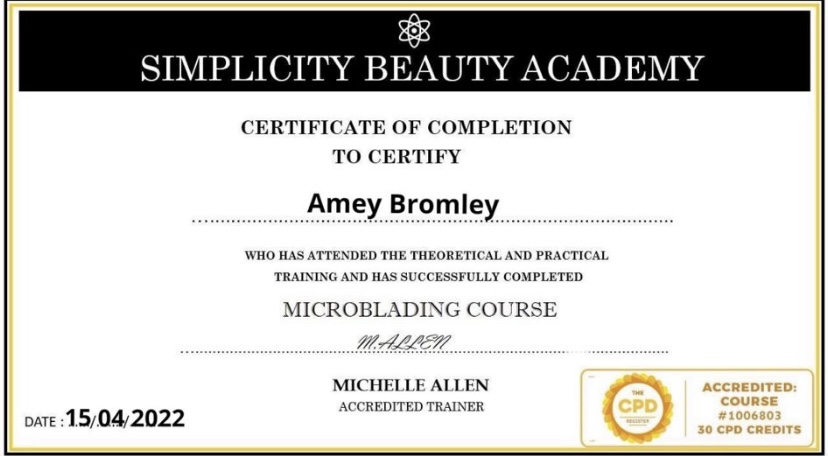 SIMPLICITY BEAUTY ACADEMY
CERTIFICATE OF COMPLETION
TO CERTIFY
Amey Bromley
WHO HAS ATTENDED THE THEORETICAL AND PRACTICAL
TRAINING AND HAS SUCCESSFULLY COMPLETED
MICROBLADING COURSE
M.ALLEN
MICHELLE ALLEN
ACCREDITED TRAINER
DATE : 15/04/2022
THE
CPD
REGISTER
ACCREDITED:
COURSE
#1006803
30 CPD CREDITS